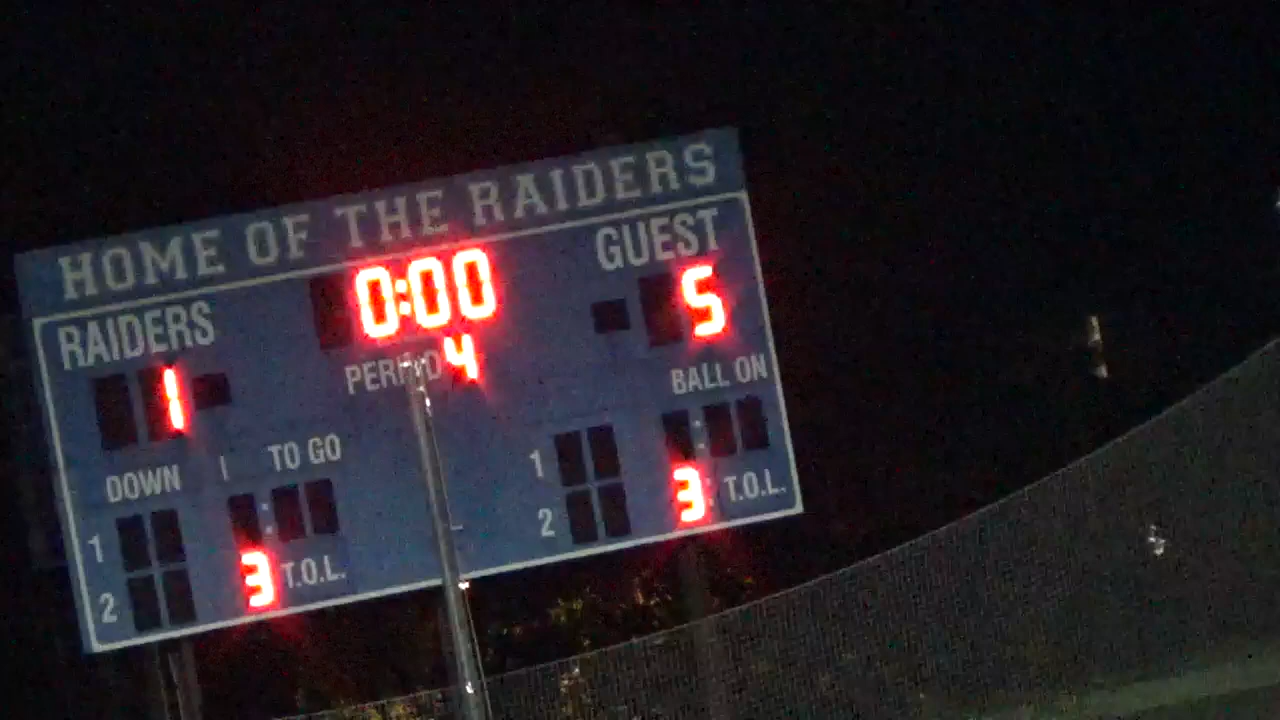 HOME OF THE RAIDERS
RAIDERS 0:00 GUEST
1 PERIOD 4 5
DOWN TO GO BALL ON
1 1
2 3 T.O.L. 2 3 T.O.L.